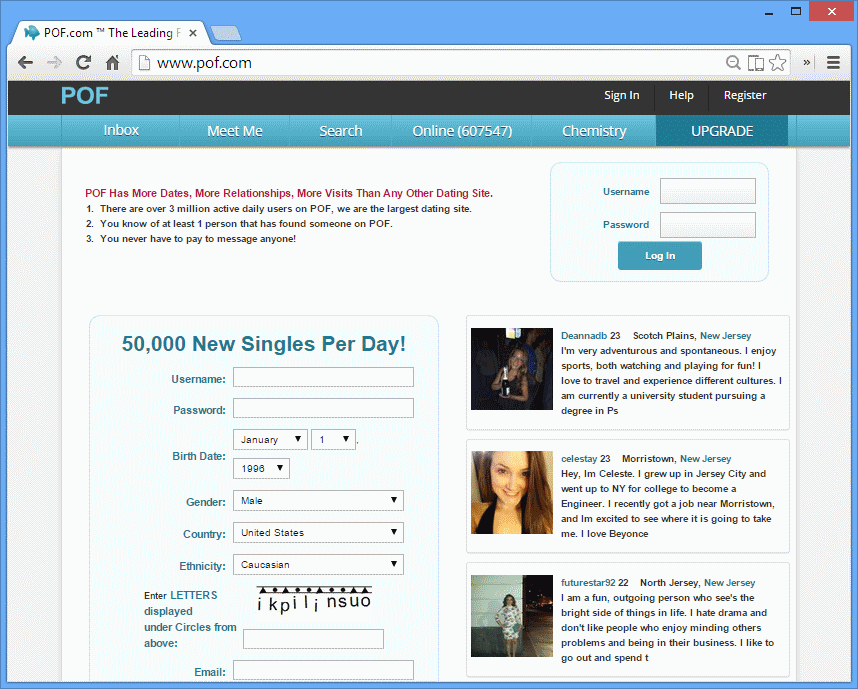 POF.com ™ The Leading F
www.pof.com
POF
Sign In Help Register
Inbox Meet Me Search Online (607547) Chemistry UPGRADE
POF Has More Dates, More Relationships, More Visits Than Any Other Dating Site.
1. There are over 3 million active daily users on POF, we are the largest dating site.
2. You know of at least 1 person that has found someone on POF.
3. You never have to pay to message anyone!
Username
Password
Log In
50,000 New Singles Per Day!
Username:
Password:
Birth Date: January 1 .
1996
Gender: Male
Country: United States
Ethnicity: Caucasian
Enter LETTERS
displayed
under Circles from
above:
i k p i l i n s u o
Email:
Deannadb 23 Scotch Plains, New Jersey
I'm very adventurous and spontaneous. I enjoy
sports, both watching and playing for fun! I
love to travel and experience different cultures. I
am currently a university student pursuing a
degree in Ps
celestay 23 Morristown, New Jersey
Hey, Im Celeste. I grew up in Jersey City and
went up to NY for college to become a
Engineer. I recently got a job near Morristown,
and Im excited to see where it is going to take
me. I love Beyonce
futurestar92 22 North Jersey, New Jersey
I am a fun, outgoing person who see's the
bright side of things in life. I hate drama and
don't like people who enjoy minding others
problems and being in their business. I like to
go out and spend t